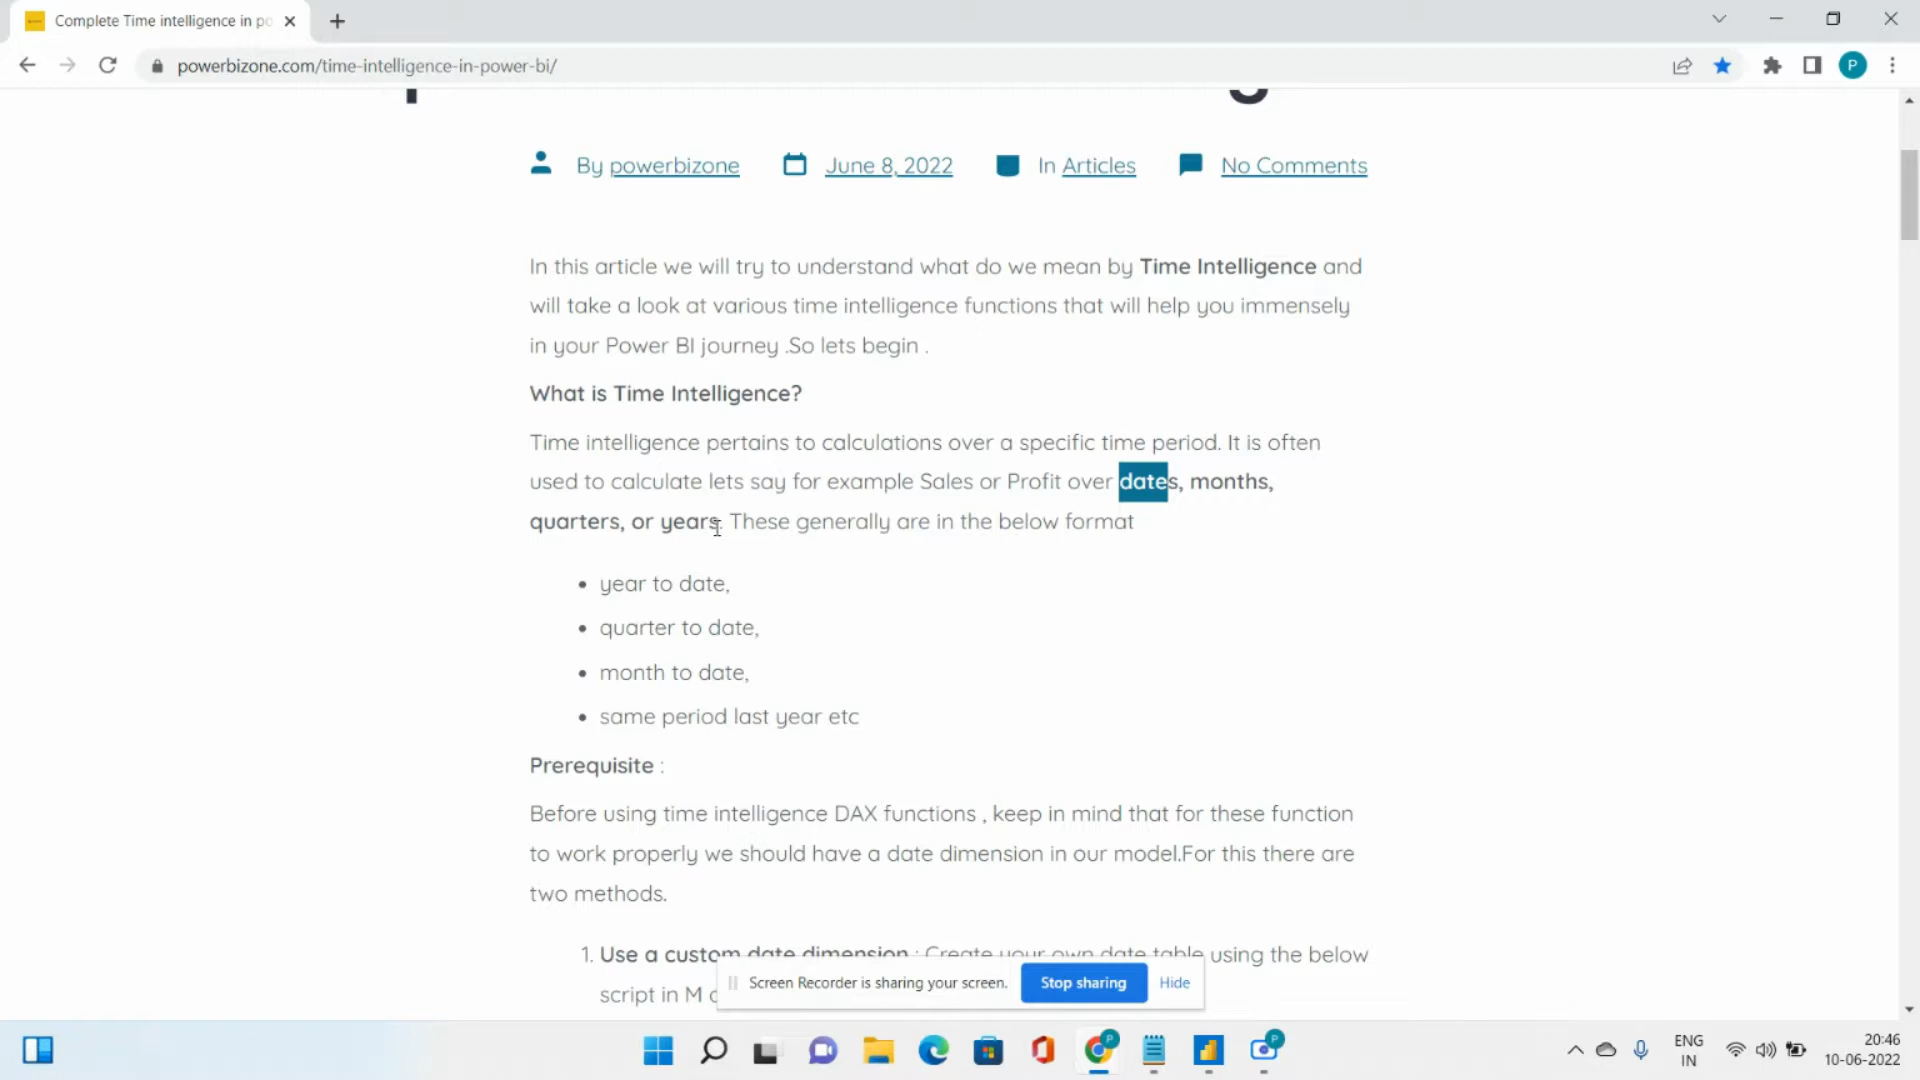 Complete Time intelligence in po
powerbizone.com/time-intelligence-in-power-bi/
P
By powerbizone June 8, 2022 In Articles No Comments
In this article we will try to understand what do we mean by Time Intelligence and
will take a look at various time intelligence functions that will help you immensely
in your Power BI journey .So lets begin .
What is Time Intelligence?
Time intelligence pertains to calculations over a specific time period. It is often
used to calculate lets say for example Sales or Profit over dates, months,
quarters, or years. These generally are in the below format
• year to date,
• quarter to date,
• month to date,
• same period last year etc
Prerequisite :
Before using time intelligence DAX functions , keep in mind that for these function
to work properly we should have a date dimension in our model.For this there are
two methods.
1. Use a custom date dimension : Create your own date table using the below
script in M
Screen Recorder is sharing your screen. Stop sharing Hide
ENG
IN
20:46
10-06-2022